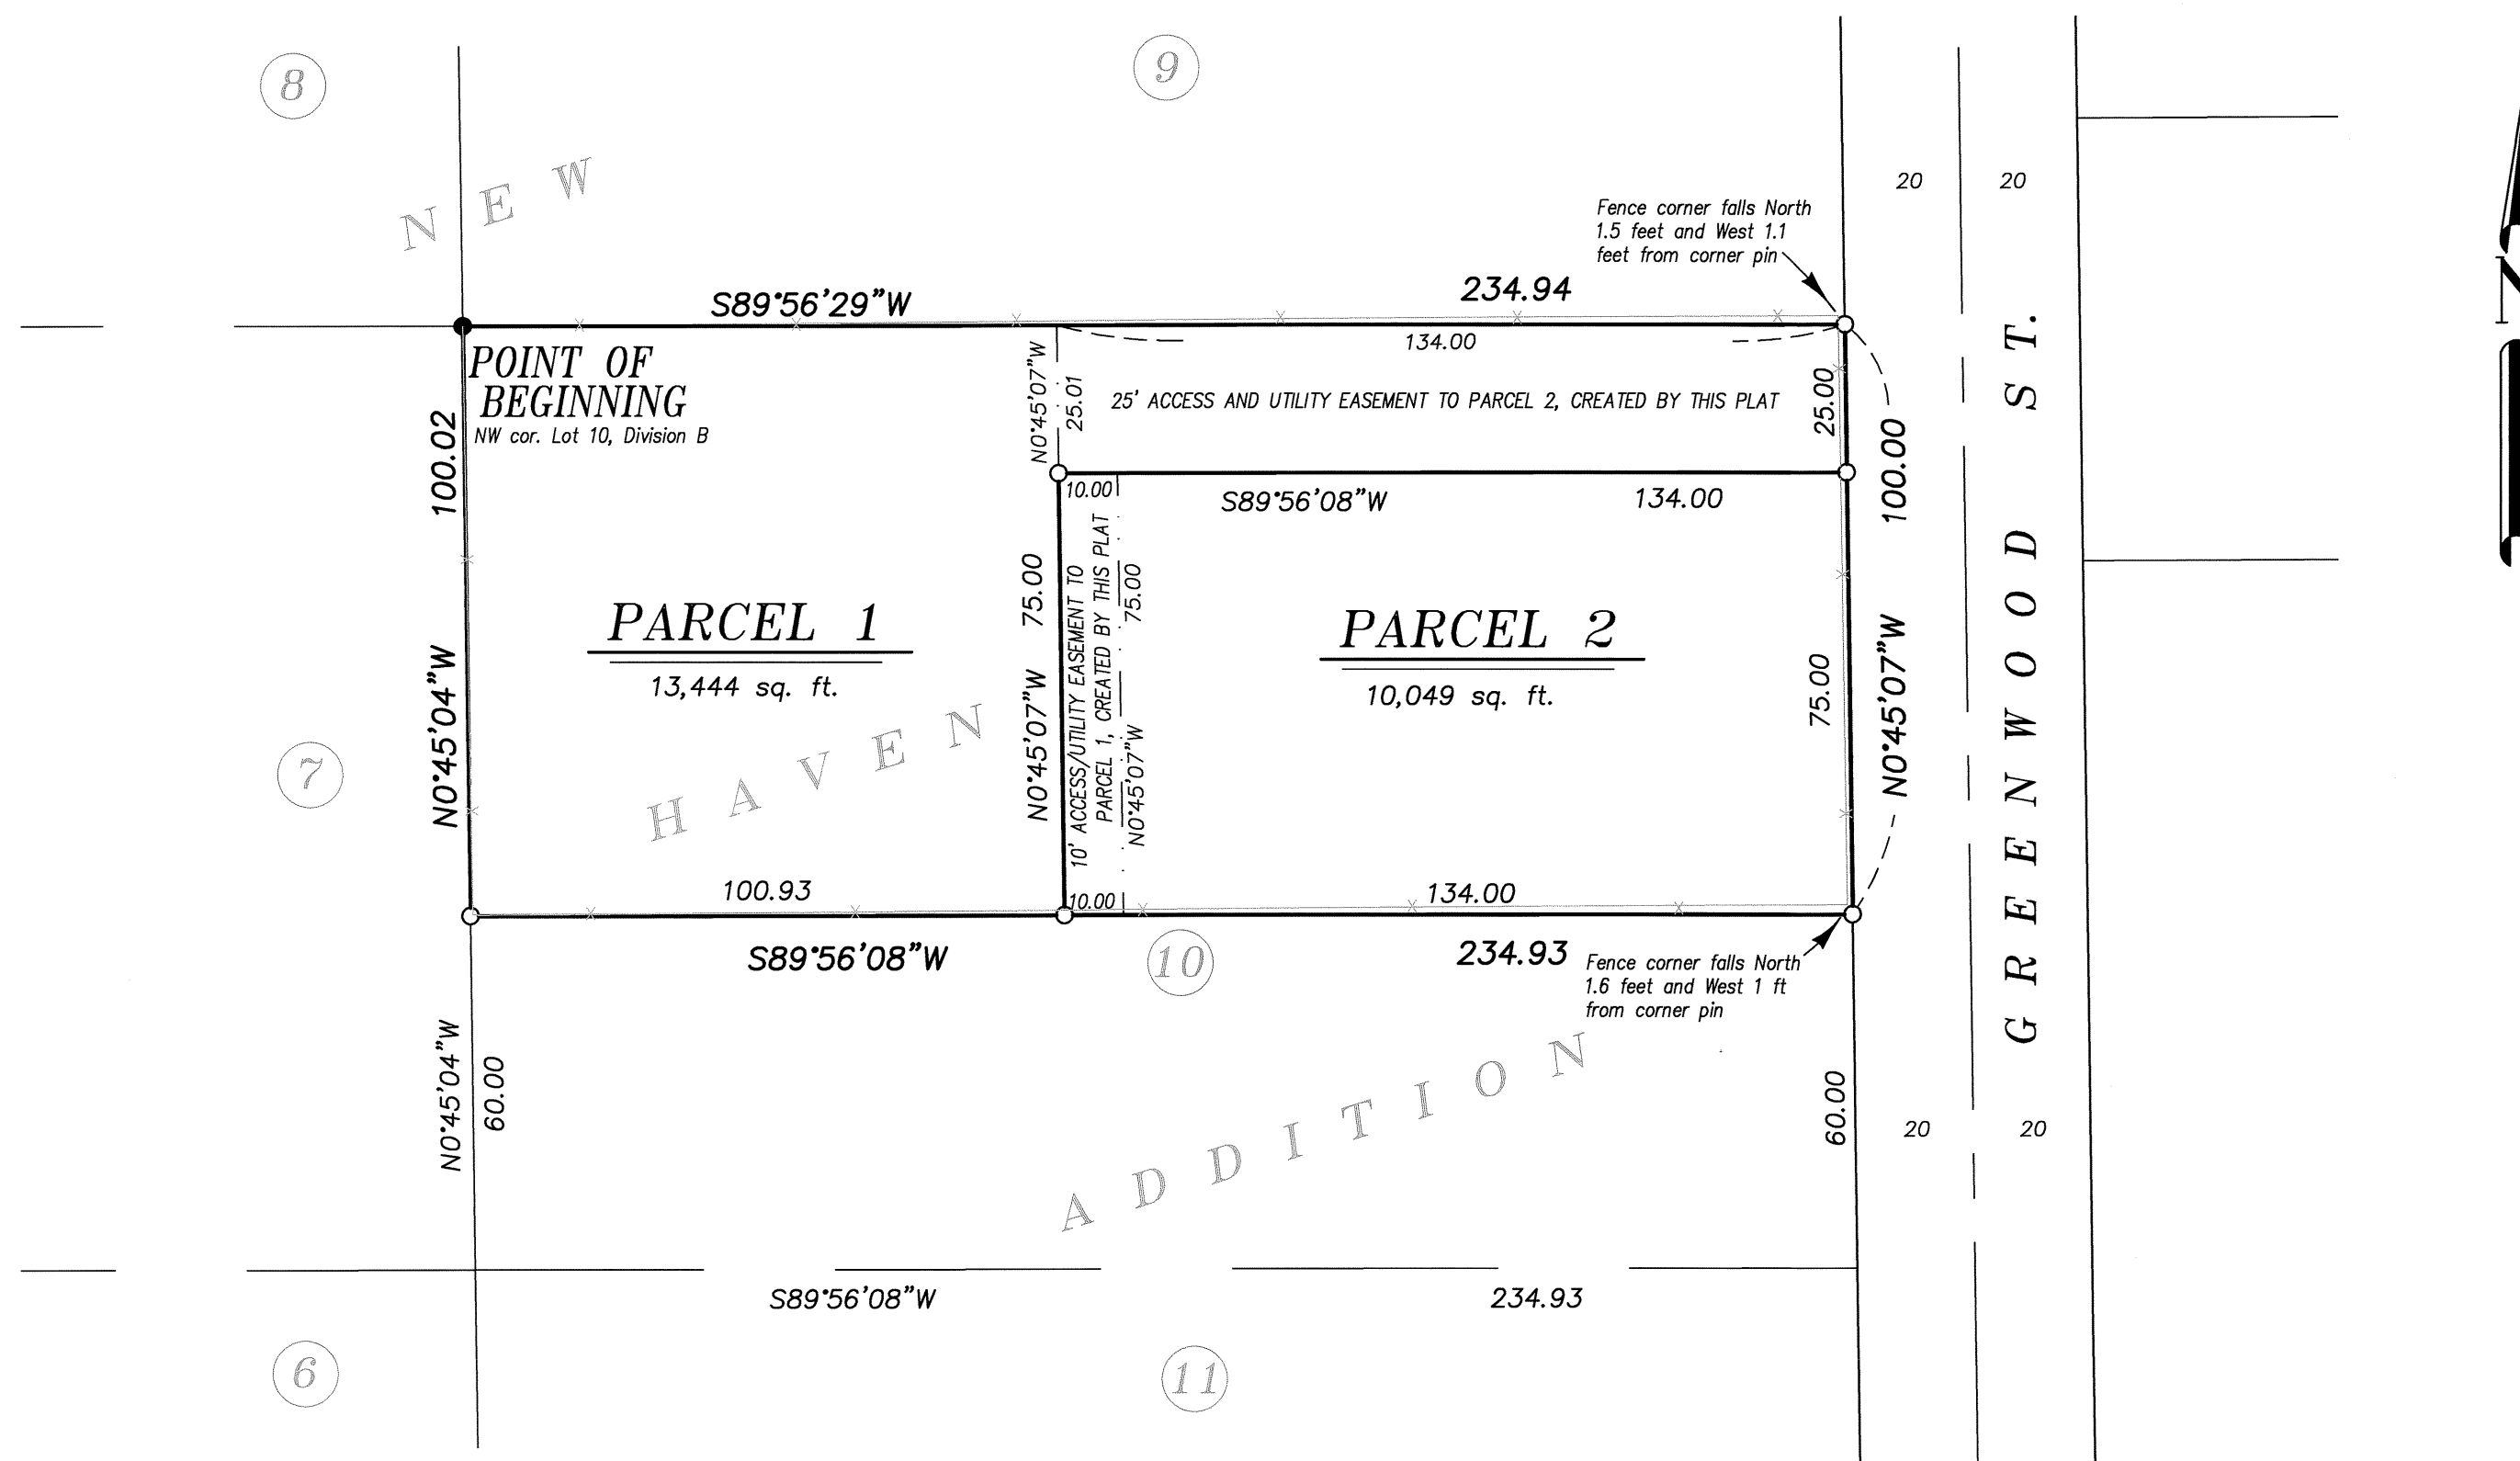 8
9
NEW
20
20
Fence corner falls North
1.5 feet and West 1.1
feet from corner pin
S89°56'29"W
234.94
134.00
POINT OF
BEGINNING
NW cor. Lot 10, Division B
100.02
N0°45'04"W
N0°45'07"W
25.01
25' ACCESS AND UTILITY EASEMENT TO PARCEL 2, CREATED BY THIS PLAT
25.00
100.00
N0°45'07"W
GREENWOOD ST.
N
10.00
S89°56'08"W
134.00
PARCEL 1
13,444 sq. ft.
75.00
N0°45'07"W
10' ACCESS/UTILITY EASEMENT TO
PARCEL 1, CREATED BY THIS PLAT
75.00
N0°45'07"W
PARCEL 2
10,049 sq. ft.
75.00
7
HAVEN
100.93
10.00
134.00
S89°56'08"W
10
234.93
Fence corner falls North
1.6 feet and West 1 ft
from corner pin
N0°45'04"W
60.00
ADDITION
60.00
20
20
S89°56'08"W
234.93
6
11